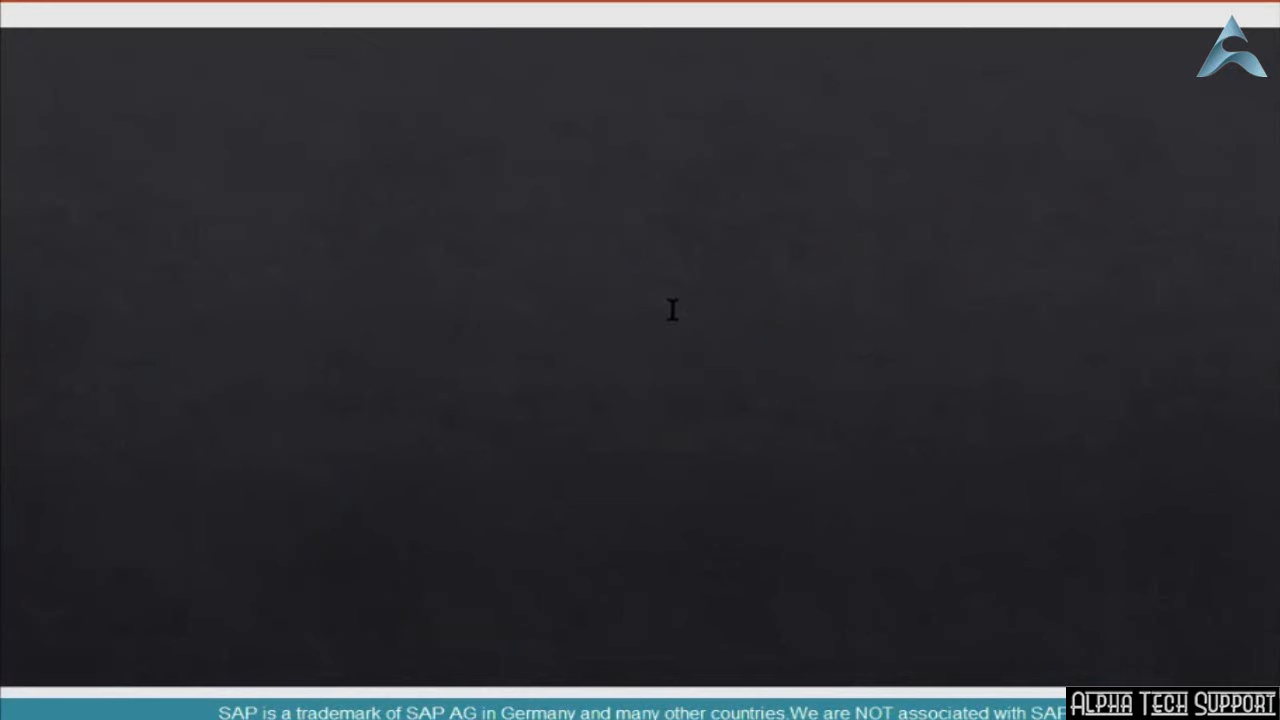 SAP is a trademark of SAP AG in Germany and many other countries.We are NOT associated with SAP
ALPHA TECH SUPPORT